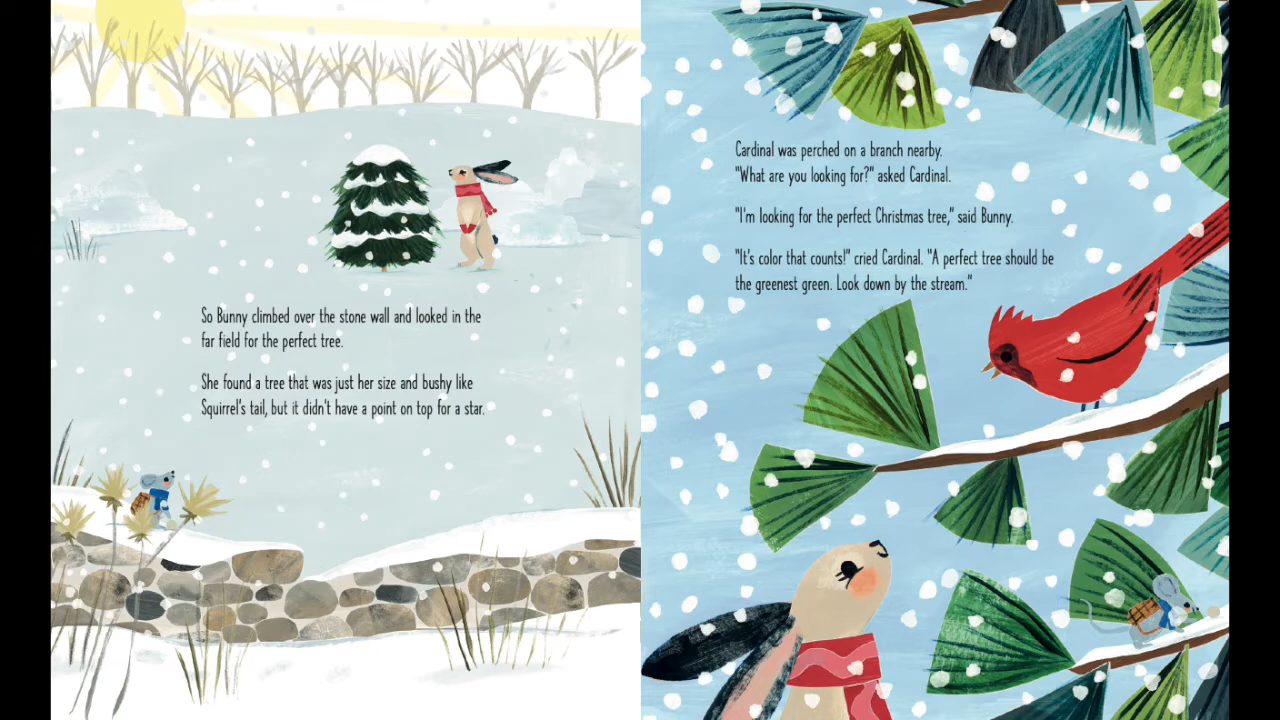 So Bunny climbed over the stone wall and looked in the
far field for the perfect tree.
She found a tree that was just her size and bushy like
Squirrel's tail, but it didn't have a point on top for a star.
Cardinal was perched on a branch nearby.
"What are you looking for?" asked Cardinal.
"I'm looking for the perfect Christmas tree," said Bunny.
"It's color that counts!" cried Cardinal. "A perfect tree should be
the greenest green. Look down by the stream."